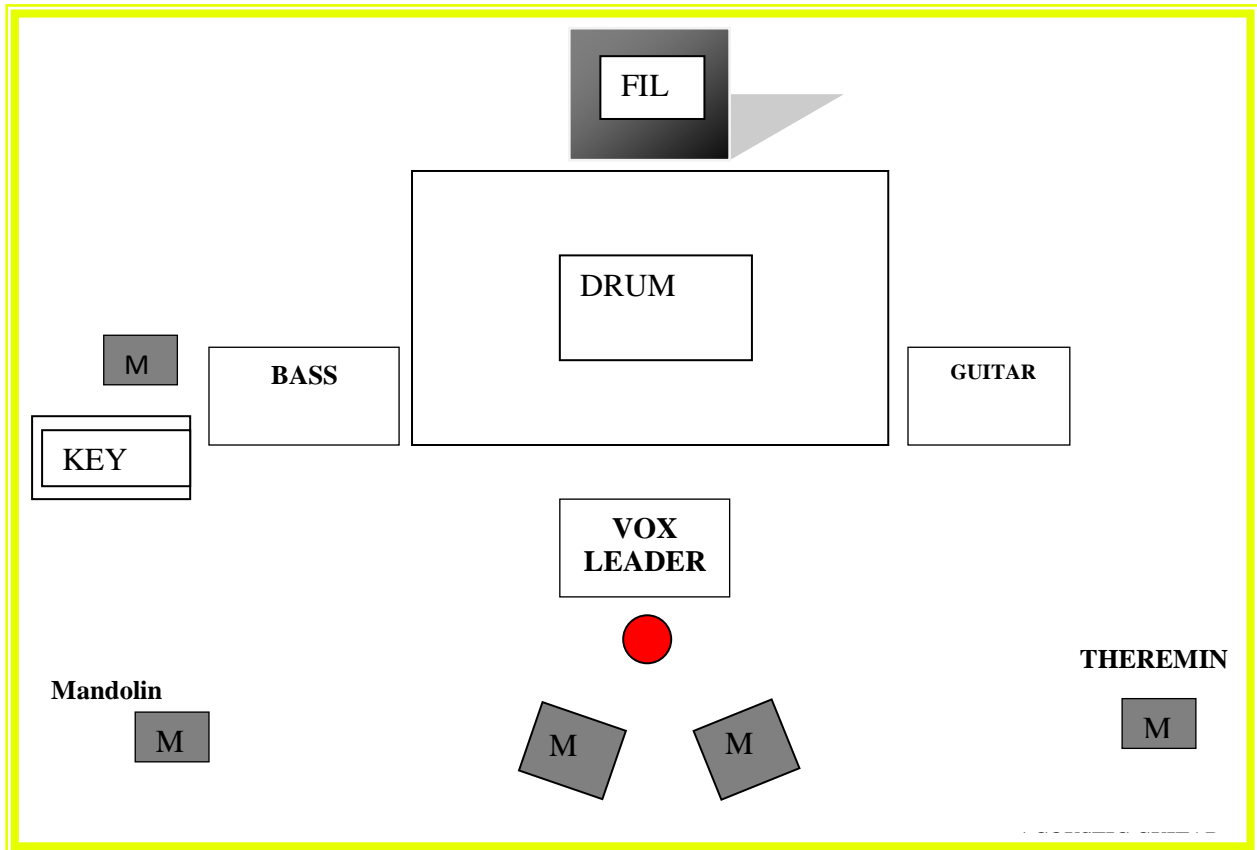 FIL
DRUM
M
BASS
GUITAR
KEY
VOX
LEADER
THEREMIN
Mandolin
M
M
M
M